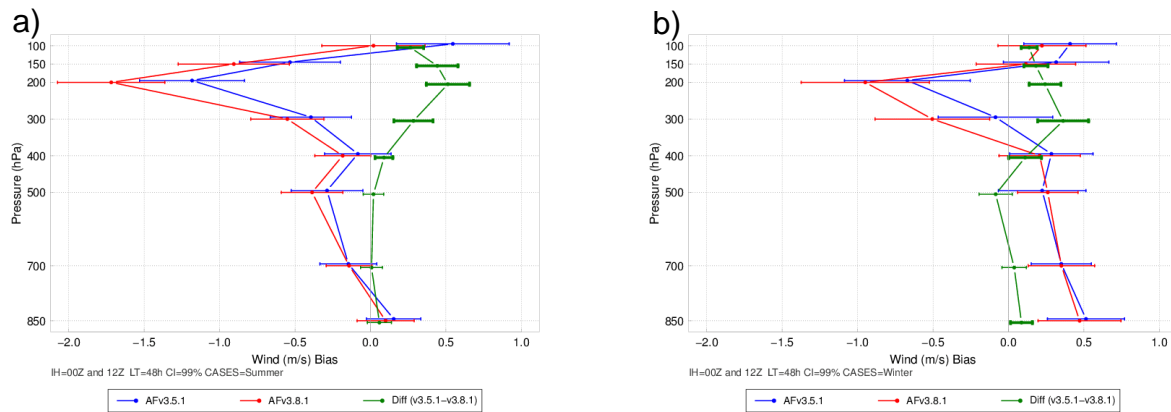 a)
100
150
200
300
400
500
700
850
Pressure (hPa)
−2.0 −1.5 −1.0 −0.5 0.0 0.5 1.0
Wind (m/s) Bias
IH=00Z and 12Z LT=48h CI=99% CASES=Summer
AFv3.5.1 AFv3.8.1 Diff (v3.5.1−v3.8.1)
b)
100
150
200
300
400
500
700
850
Pressure (hPa)
−2.0 −1.5 −1.0 −0.5 0.0 0.5 1.0
Wind (m/s) Bias
IH=00Z and 12Z LT=48h CI=99% CASES=Winter
AFv3.5.1 AFv3.8.1 Diff (v3.5.1−v3.8.1)